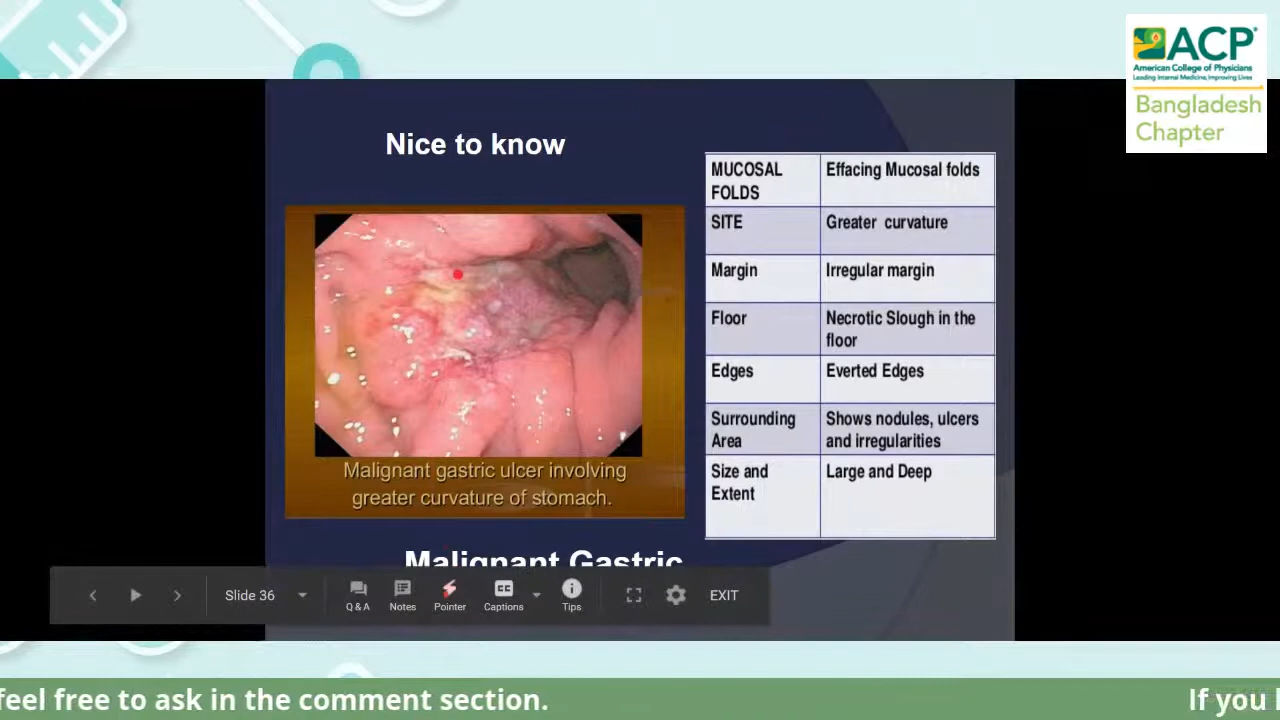 ACP
American College of Physicians
Leading Internal Medicine, Improving Lives
Bangladesh
Chapter
Nice to know
MUCOSAL
FOLDS
Effacing Mucosal folds
SITE
Greater curvature
Margin
Irregular margin
Floor
Necrotic Slough in the
floor
Edges
Everted Edges
Surrounding
Area
Shows nodules, ulcers
and irregularities
Size and
Extent
Large and Deep
Malignant gastric ulcer involving
greater curvature of stomach.
Malignant Gastric
Slide 36
Q & A
Notes
Pointer
CC
Captions
Tips
EXIT
feel free to ask in the comment section.
If you